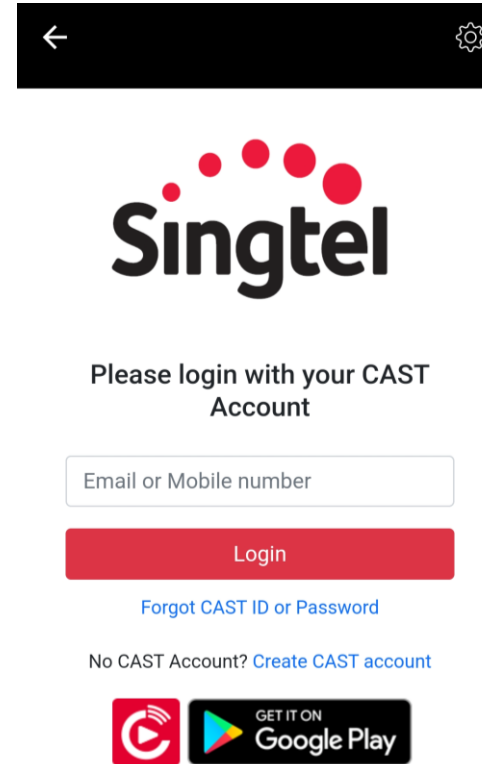 Singtel
Please login with your CAST
Account
Email or Mobile number
Login
Forgot CAST ID or Password
No CAST Account? Create CAST account
GET IT ON
Google Play